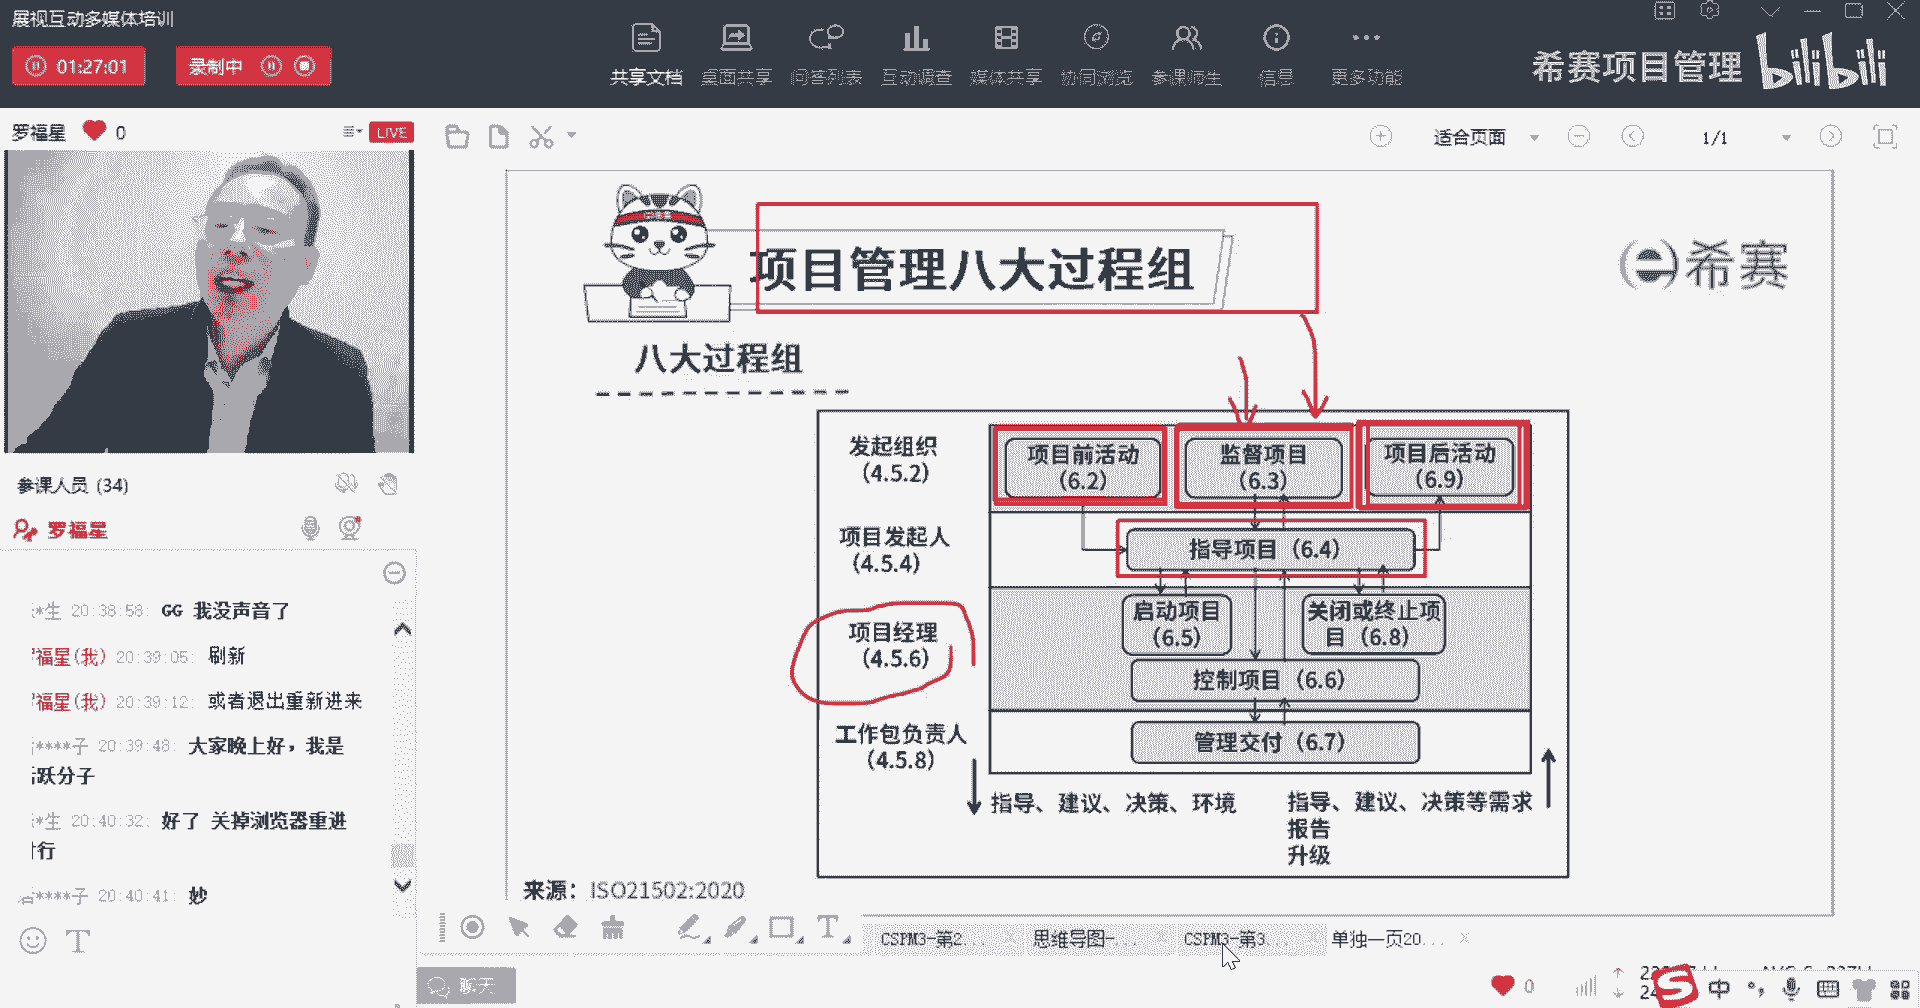 展视互动多媒体培训
01:27:01
录制中
共享文档
桌面共享
问答列表
互动调查
媒体共享
协同浏览
参课师生
信息
更多功能
希赛项目管理
bilibili
罗福星
0
LIVE
适合页面
1/1
参课人员 (34)
罗福星
*生 20:38:58: GG 我没声音了
福星(我) 20:39:05: 刷新
福星(我) 20:39:12: 或者退出重新进来
****子 20:39:48: 大家晚上好，我是
跃分子
*生 20:40:32: 好了 关掉浏览器重进
行
****子 20:40:41: 妙
聊天
项目管理八大过程组
希赛
八大过程组
发起组织
(4.5.2)
项目前活动
(6.2)
监督项目
(6.3)
项目后活动
(6.9)
项目发起人
(4.5.4)
指导项目（6.4）
项目经理
(4.5.6)
启动项目
(6.5)
关闭或终止项
目（6.8）
控制项目（6.6）
工作包负责人
(4.5.8)
管理交付（6.7）
指导、建议、决策、环境
指导、建议、决策等需求
报告
升级
来源：ISO21502:2020
CSPM3-第2...
思维导图-...
CSPM3-第3...
单独一页20...
0
中